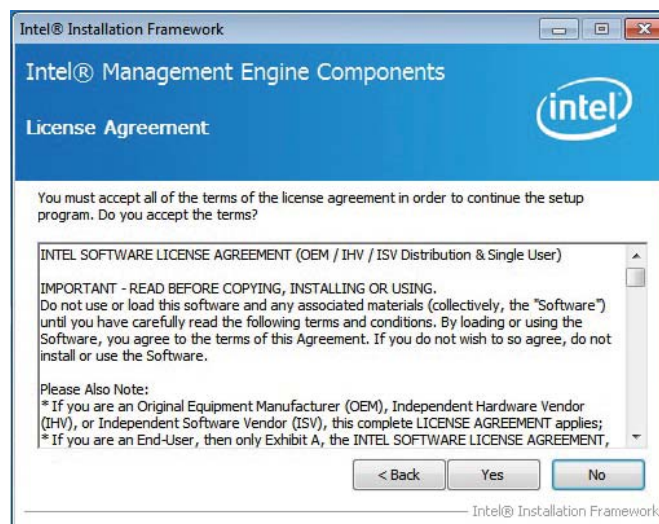 Intel® Installation Framework
Intel® Management Engine Components
License Agreement
intel
You must accept all of the terms of the license agreement in order to continue the setup
program. Do you accept the terms?
INTEL SOFTWARE LICENSE AGREEMENT (OEM / IHV / ISV Distribution & Single User)
IMPORTANT - READ BEFORE COPYING, INSTALLING OR USING.
Do not use or load this software and any associated materials (collectively, the "Software")
until you have carefully read the following terms and conditions. By loading or using the
Software, you agree to the terms of this Agreement. If you do not wish to so agree, do not
install or use the Software.
Please Also Note:
* If you are an Original Equipment Manufacturer (OEM), Independent Hardware Vendor
(IHV), or Independent Software Vendor (ISV), this complete LICENSE AGREEMENT applies;
* If you are an End-User, then only Exhibit A, the INTEL SOFTWARE LICENSE AGREEMENT,
< Back
Yes
No
Intel® Installation Framework